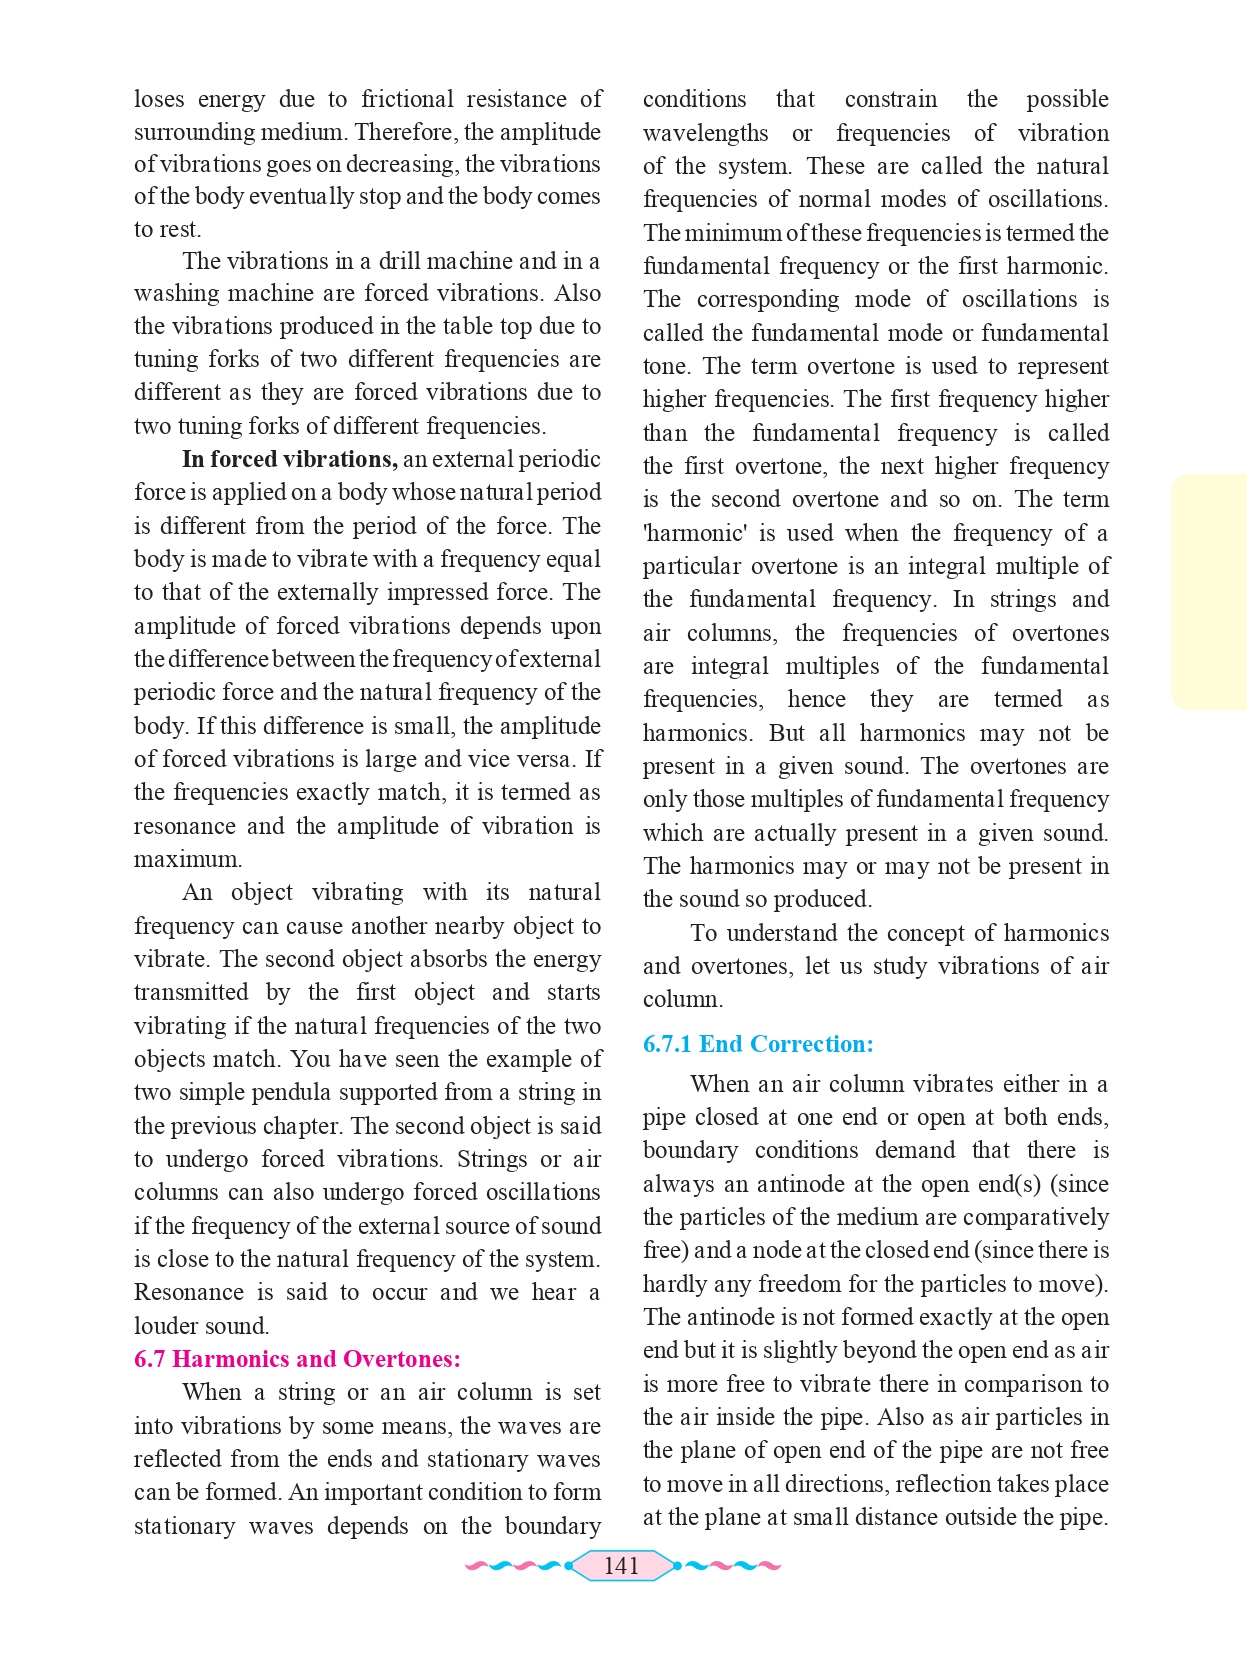 loses energy due to frictional resistance of
surrounding medium. Therefore, the amplitude
of vibrations goes on decreasing, the vibrations
of the body eventually stop and the body comes
to rest.
The vibrations in a drill machine and in a
washing machine are forced vibrations. Also
the vibrations produced in the table top due to
tuning forks of two different frequencies are
different as they are forced vibrations due to
two tuning forks of different frequencies.
In forced vibrations, an external periodic
force is applied on a body whose natural period
is different from the period of the force. The
body is made to vibrate with a frequency equal
to that of the externally impressed force. The
amplitude of forced vibrations depends upon
the difference between the frequency of external
periodic force and the natural frequency of the
body. If this difference is small, the amplitude
of forced vibrations is large and vice versa. If
the frequencies exactly match, it is termed as
resonance and the amplitude of vibration is
maximum.
An object vibrating with its natural
frequency can cause another nearby object to
vibrate. The second object absorbs the energy
transmitted by the first object and starts
vibrating if the natural frequencies of the two
objects match. You have seen the example of
two simple pendula supported from a string in
the previous chapter. The second object is said
to undergo forced vibrations. Strings or air
columns can also undergo forced oscillations
if the frequency of the external source of sound
is close to the natural frequency of the system.
Resonance is said to occur and we hear a
louder sound.
6.7 Harmonics and Overtones:
When a string or an air column is set
into vibrations by some means, the waves are
reflected from the ends and stationary waves
can be formed. An important condition to form
stationary waves depends on the boundary
conditions that constrain the possible
wavelengths or frequencies of vibration
of the system. These are called the natural
frequencies of normal modes of oscillations.
The minimum of these frequencies is termed the
fundamental frequency or the first harmonic.
The corresponding mode of oscillations is
called the fundamental mode or fundamental
tone. The term overtone is used to represent
higher frequencies. The first frequency higher
than the fundamental frequency is called
the first overtone, the next higher frequency
is the second overtone and so on. The term
'harmonic' is used when the frequency of a
particular overtone is an integral multiple of
the fundamental frequency. In strings and
air columns, the frequencies of overtones
are integral multiples of the fundamental
frequencies, hence they are termed as
harmonics. But all harmonics may not be
present in a given sound. The overtones are
only those multiples of fundamental frequency
which are actually present in a given sound.
The harmonics may or may not be present in
the sound so produced.
To understand the concept of harmonics
and overtones, let us study vibrations of air
column.
6.7.1 End Correction:
When an air column vibrates either in a
pipe closed at one end or open at both ends,
boundary conditions demand that there is
always an antinode at the open end(s) (since
the particles of the medium are comparatively
free) and a node at the closed end (since there is
hardly any freedom for the particles to move).
The antinode is not formed exactly at the open
end but it is slightly beyond the open end as air
is more free to vibrate there in comparison to
the air inside the pipe. Also as air particles in
the plane of open end of the pipe are not free
to move in all directions, reflection takes place
at the plane at small distance outside the pipe.
141